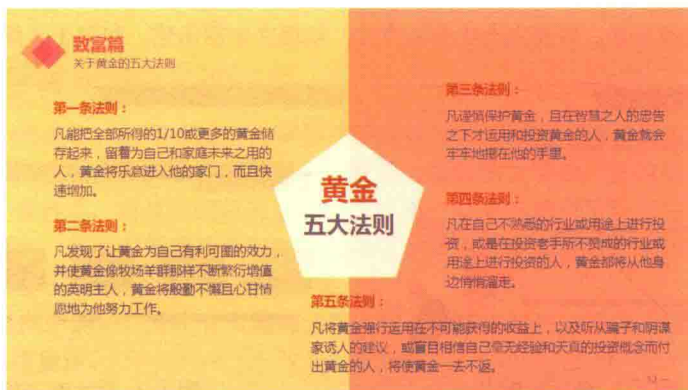 致富篇
关于黄金的五大法则
第一条法则：
凡能把全部所得的1/10或更多的黄金储
存起来，留着为自己和家庭未来之用的
人，黄金将乐意进入他的家门，而且快
速增加。
第二条法则：
凡发现了让黄金为自己有利可图的效力，
并使黄金像牧场羊群那样不断繁衍增值
的英明主人，黄金将殷勤不懈且心甘情
愿地为他努力工作。
黄金
五大法则
第三条法则：
凡谨慎保护黄金，且在智慧之人的忠告
之下才运用和投资黄金的人，黄金就会
牢牢地握在他的手里。
第四条法则：
凡在自己不熟悉的行业或用途上进行投
资，或是在投资老手所不赞成的行业或
用途上进行投资的人，黄金都将从他身
边悄悄溜走。
第五条法则：
凡将黄金强行运用在不可能获得的收益上，以及听从骗子和阴谋
家诱人的建议，或盲目相信自己毫无经验和天真的投资概念而付
出黄金的人，将使黄金一去不返。